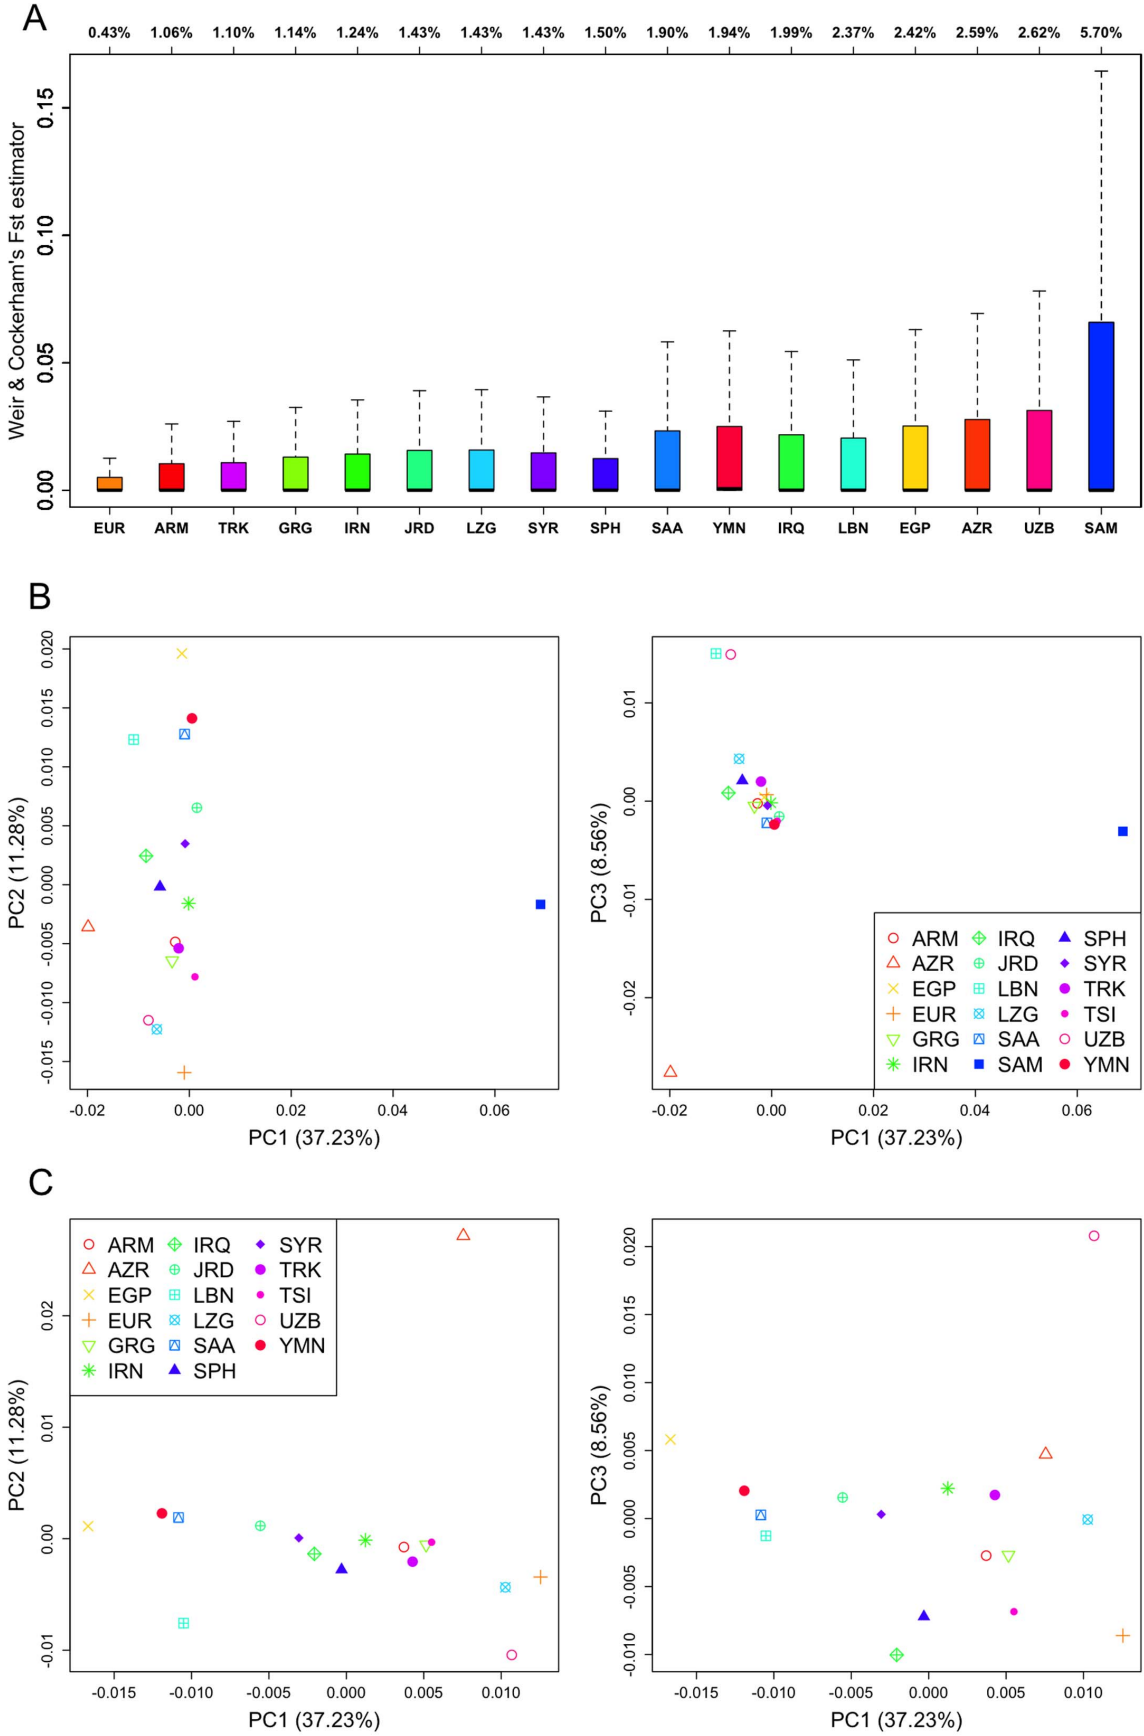 A
0.43% 1.06% 1.10% 1.14% 1.24% 1.43% 1.43% 1.43% 1.50% 1.90% 1.94% 1.99% 2.37% 2.42% 2.59% 2.62% 5.70%
Weir & Cockerham's Fst estimator
0.15
0.10
0.05
0.00
EUR ARM TRK GRG IRN JRD LZG SYR SPH SAA YMN IRQ LBN EGP AZR UZB SAM
B
PC2 (11.28%)
0.020
0.015
0.010
0.005
0.000
-0.005
-0.010
-0.015
-0.02 0.00 0.02 0.04 0.06
PC1 (37.23%)
PC3 (8.56%)
0.01
0.00
-0.01
-0.02
ARM IRQ SPH
AZR JRD SYR
EGP LBN TRK
EUR LZG TSI
GRG SAA UZB
IRN SAM YMN
-0.02 0.00 0.02 0.04 0.06
PC1 (37.23%)
C
ARM IRQ SYR
AZR JRD TRK
EGP LBN TSI
EUR LZG UZB
GRG SAA YMN
IRN SPH
PC2 (11.28%)
0.02
0.01
0.00
-0.01
-0.015 -0.010 -0.005 0.000 0.005 0.010
PC1 (37.23%)
PC3 (8.56%)
0.020
0.015
0.010
0.005
0.000
-0.005
-0.010
-0.015 -0.010 -0.005 0.000 0.005 0.010
PC1 (37.23%)